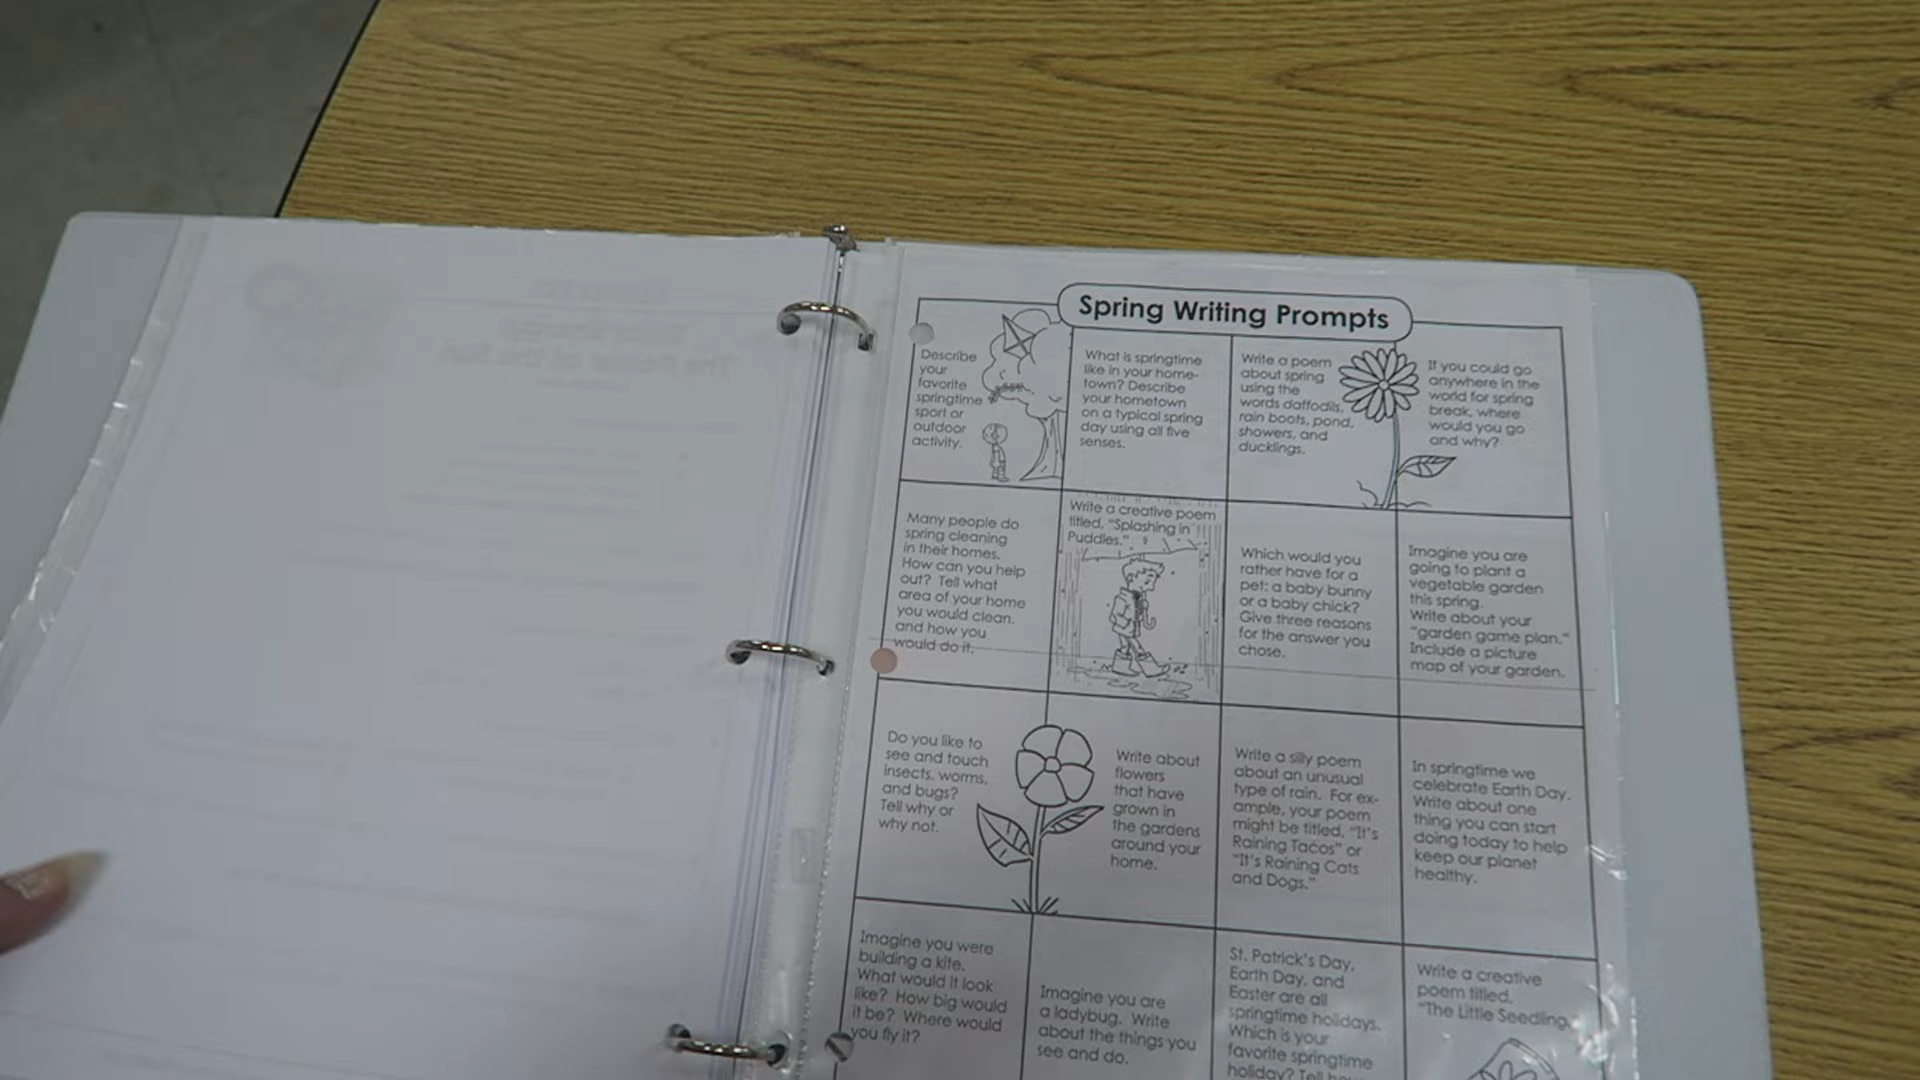 Spring Writing Prompts
Describe
your
favorite
springtime
sport or
outdoor
activity.
What is springtime
like in your home-
town? Describe
your hometown
on a typical spring
day using all five
senses.
Write a poem
about spring
using the
words daffodils,
rain boots, pond,
showers, and
ducklings.
If you could go
anywhere in the
world for spring
break, where
would you go
and why?
Many people do
spring cleaning
in their homes.
How can you help
out? Tell what
area of your home
you would clean,
and how you
would do it.
Write a creative poem
titled, "Splashing in
Puddles."
Which would you
rather have for a
pet: a baby bunny
or a baby chick?
Give three reasons
for the answer you
chose.
Imagine you are
going to plant a
vegetable garden
this spring.
Write about your
"garden game plan."
Include a picture
map of your garden.
Do you like to
see and touch
insects, worms,
and bugs?
Tell why or
why not.
Write about
flowers
that have
grown in
the gardens
around your
home.
Write a silly poem
about an unusual
type of rain. For ex-
ample, your poem
might be titled, "It's
Raining Tacos" or
"It's Raining Cats
and Dogs."
In springtime we
celebrate Earth Day.
Write about one
thing you can start
doing today to help
keep our planet
healthy.
Imagine you were
building a kite.
What would it look
like? How big would
it be? Where would
you fly it?
Imagine you are
a ladybug. Write
about the things you
see and do.
St. Patrick's Day,
Earth Day, and
Easter are all
springtime holidays.
Which is your
favorite springtime
holiday? Tell
Write a creative
poem titled,
"The Little Seedling."